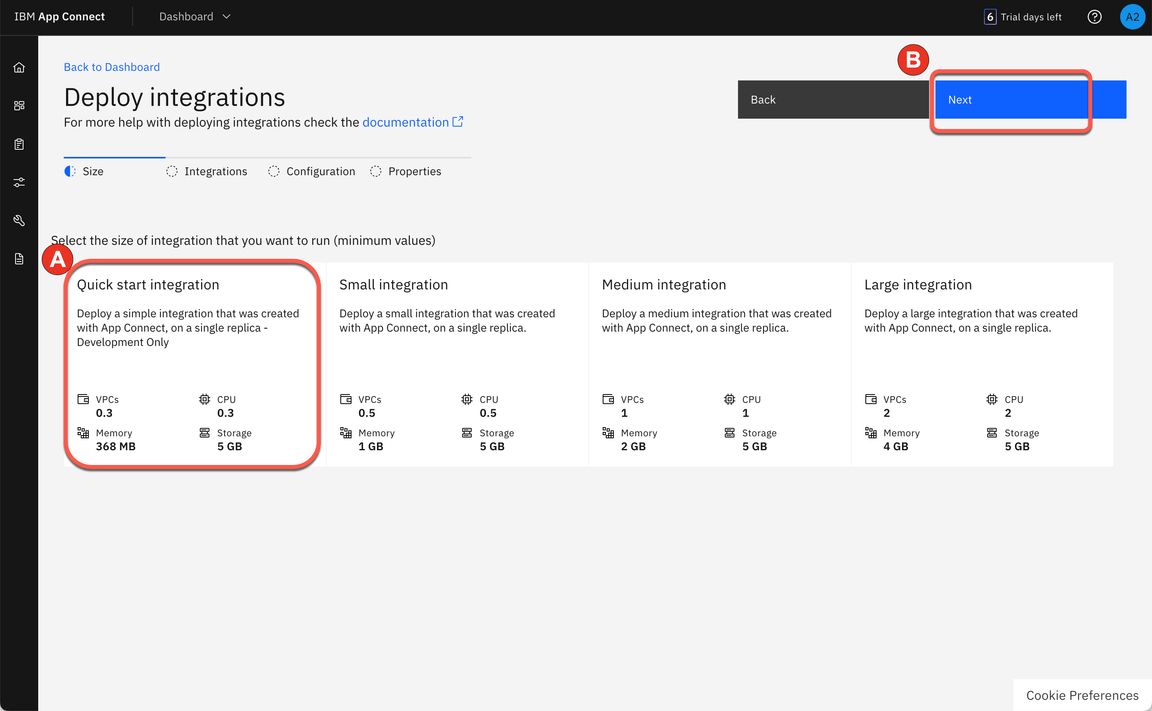 IBM App Connect
Dashboard
6 Trial days left
A2
Back to Dashboard
Deploy integrations
For more help with deploying integrations check the documentation
B
Back
Next
Size
Integrations
Configuration
Properties
Select the size of integration that you want to run (minimum values)
A
Quick start integration
Deploy a simple integration that was created
with App Connect, on a single replica -
Development Only
VPCs
0.3
CPU
0.3
Memory
368 MB
Storage
5 GB
Small integration
Deploy a small integration that was created
with App Connect, on a single replica.
VPCs
0.5
CPU
0.5
Memory
1 GB
Storage
5 GB
Medium integration
Deploy a medium integration that was created
with App Connect, on a single replica.
VPCs
1
CPU
1
Memory
2 GB
Storage
5 GB
Large integration
Deploy a large integration that was created
with App Connect, on a single replica.
VPCs
2
CPU
2
Memory
4 GB
Storage
5 GB
Cookie Preferences